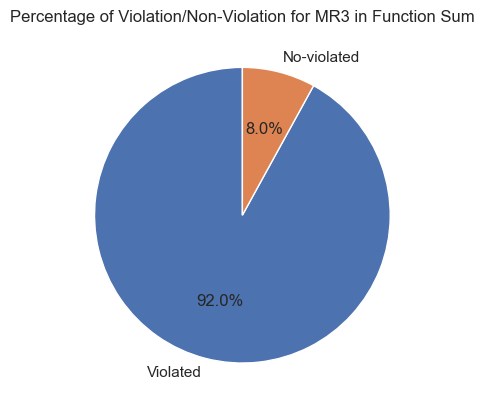 Percentage of Violation/Non-Violation for MR3 in Function Sum
No-violated
8.0%
92.0%
Violated